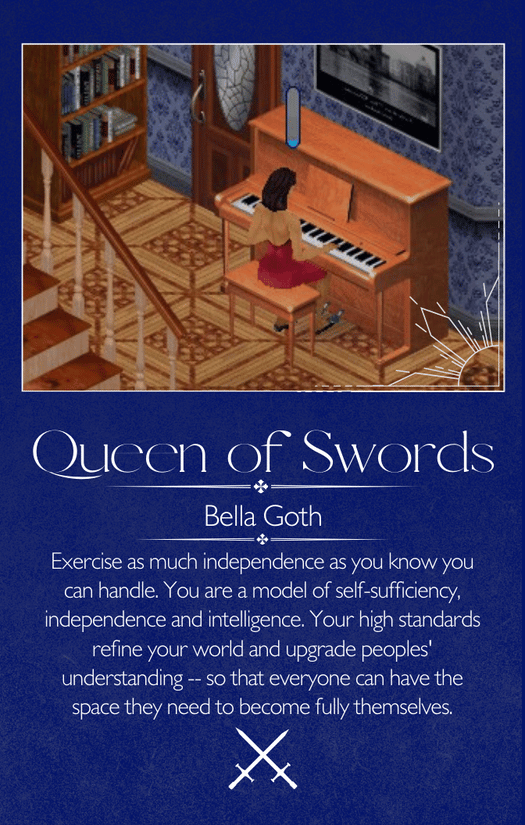 Queen of Swords
Bella Goth
Exercise as much independence as you know you
can handle. You are a model of self-sufficiency,
independence and intelligence. Your high standards
refine your world and upgrade peoples'
understanding -- so that everyone can have the
space they need to become fully themselves.